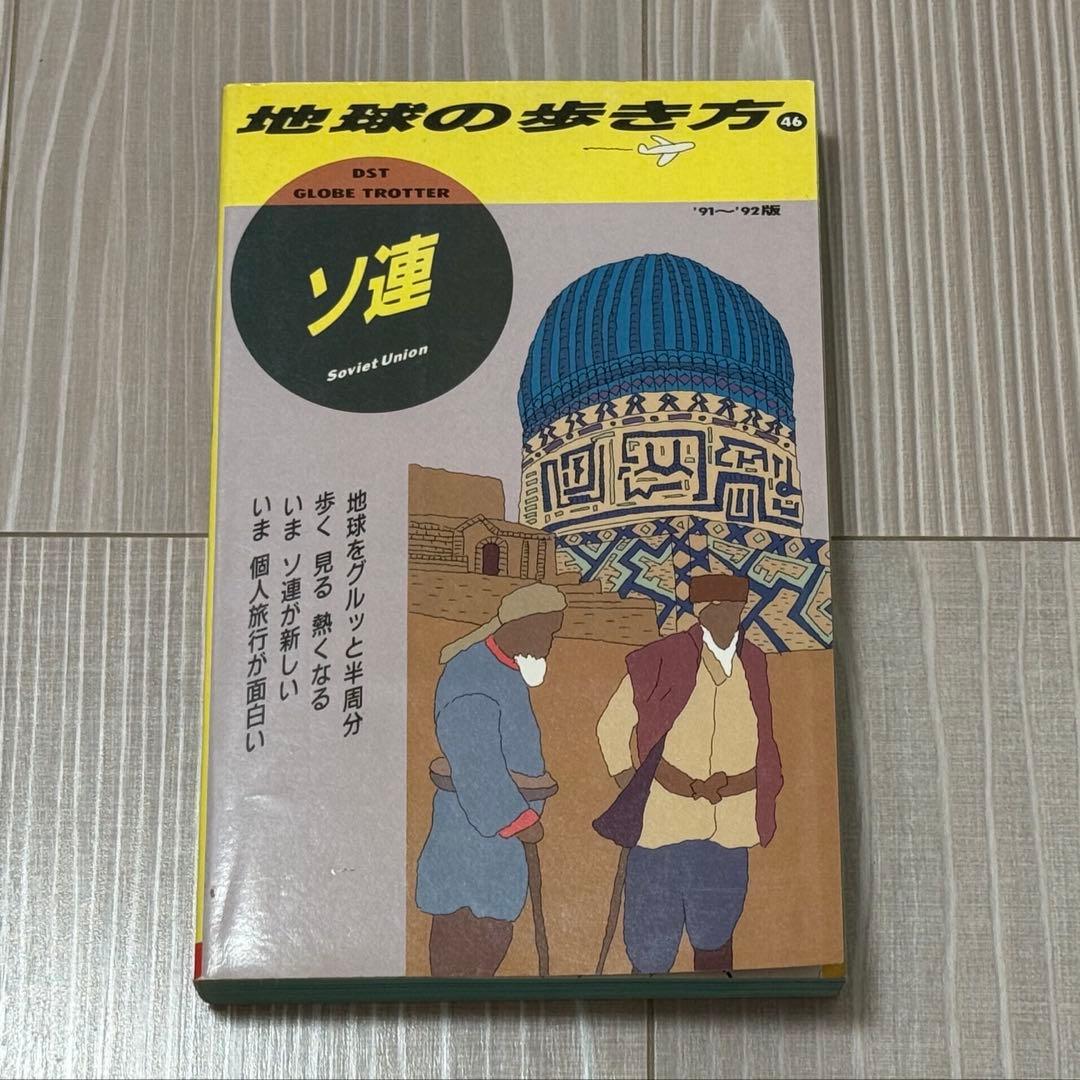 地球の歩き方 46
DST
GLOBE TROTTER
'91〜'92版
ソ連
Soviet Union
地球をグルッと半周分
歩く 見る 熱くなる
いま ソ連が新しい
いま 個人旅行が面白い